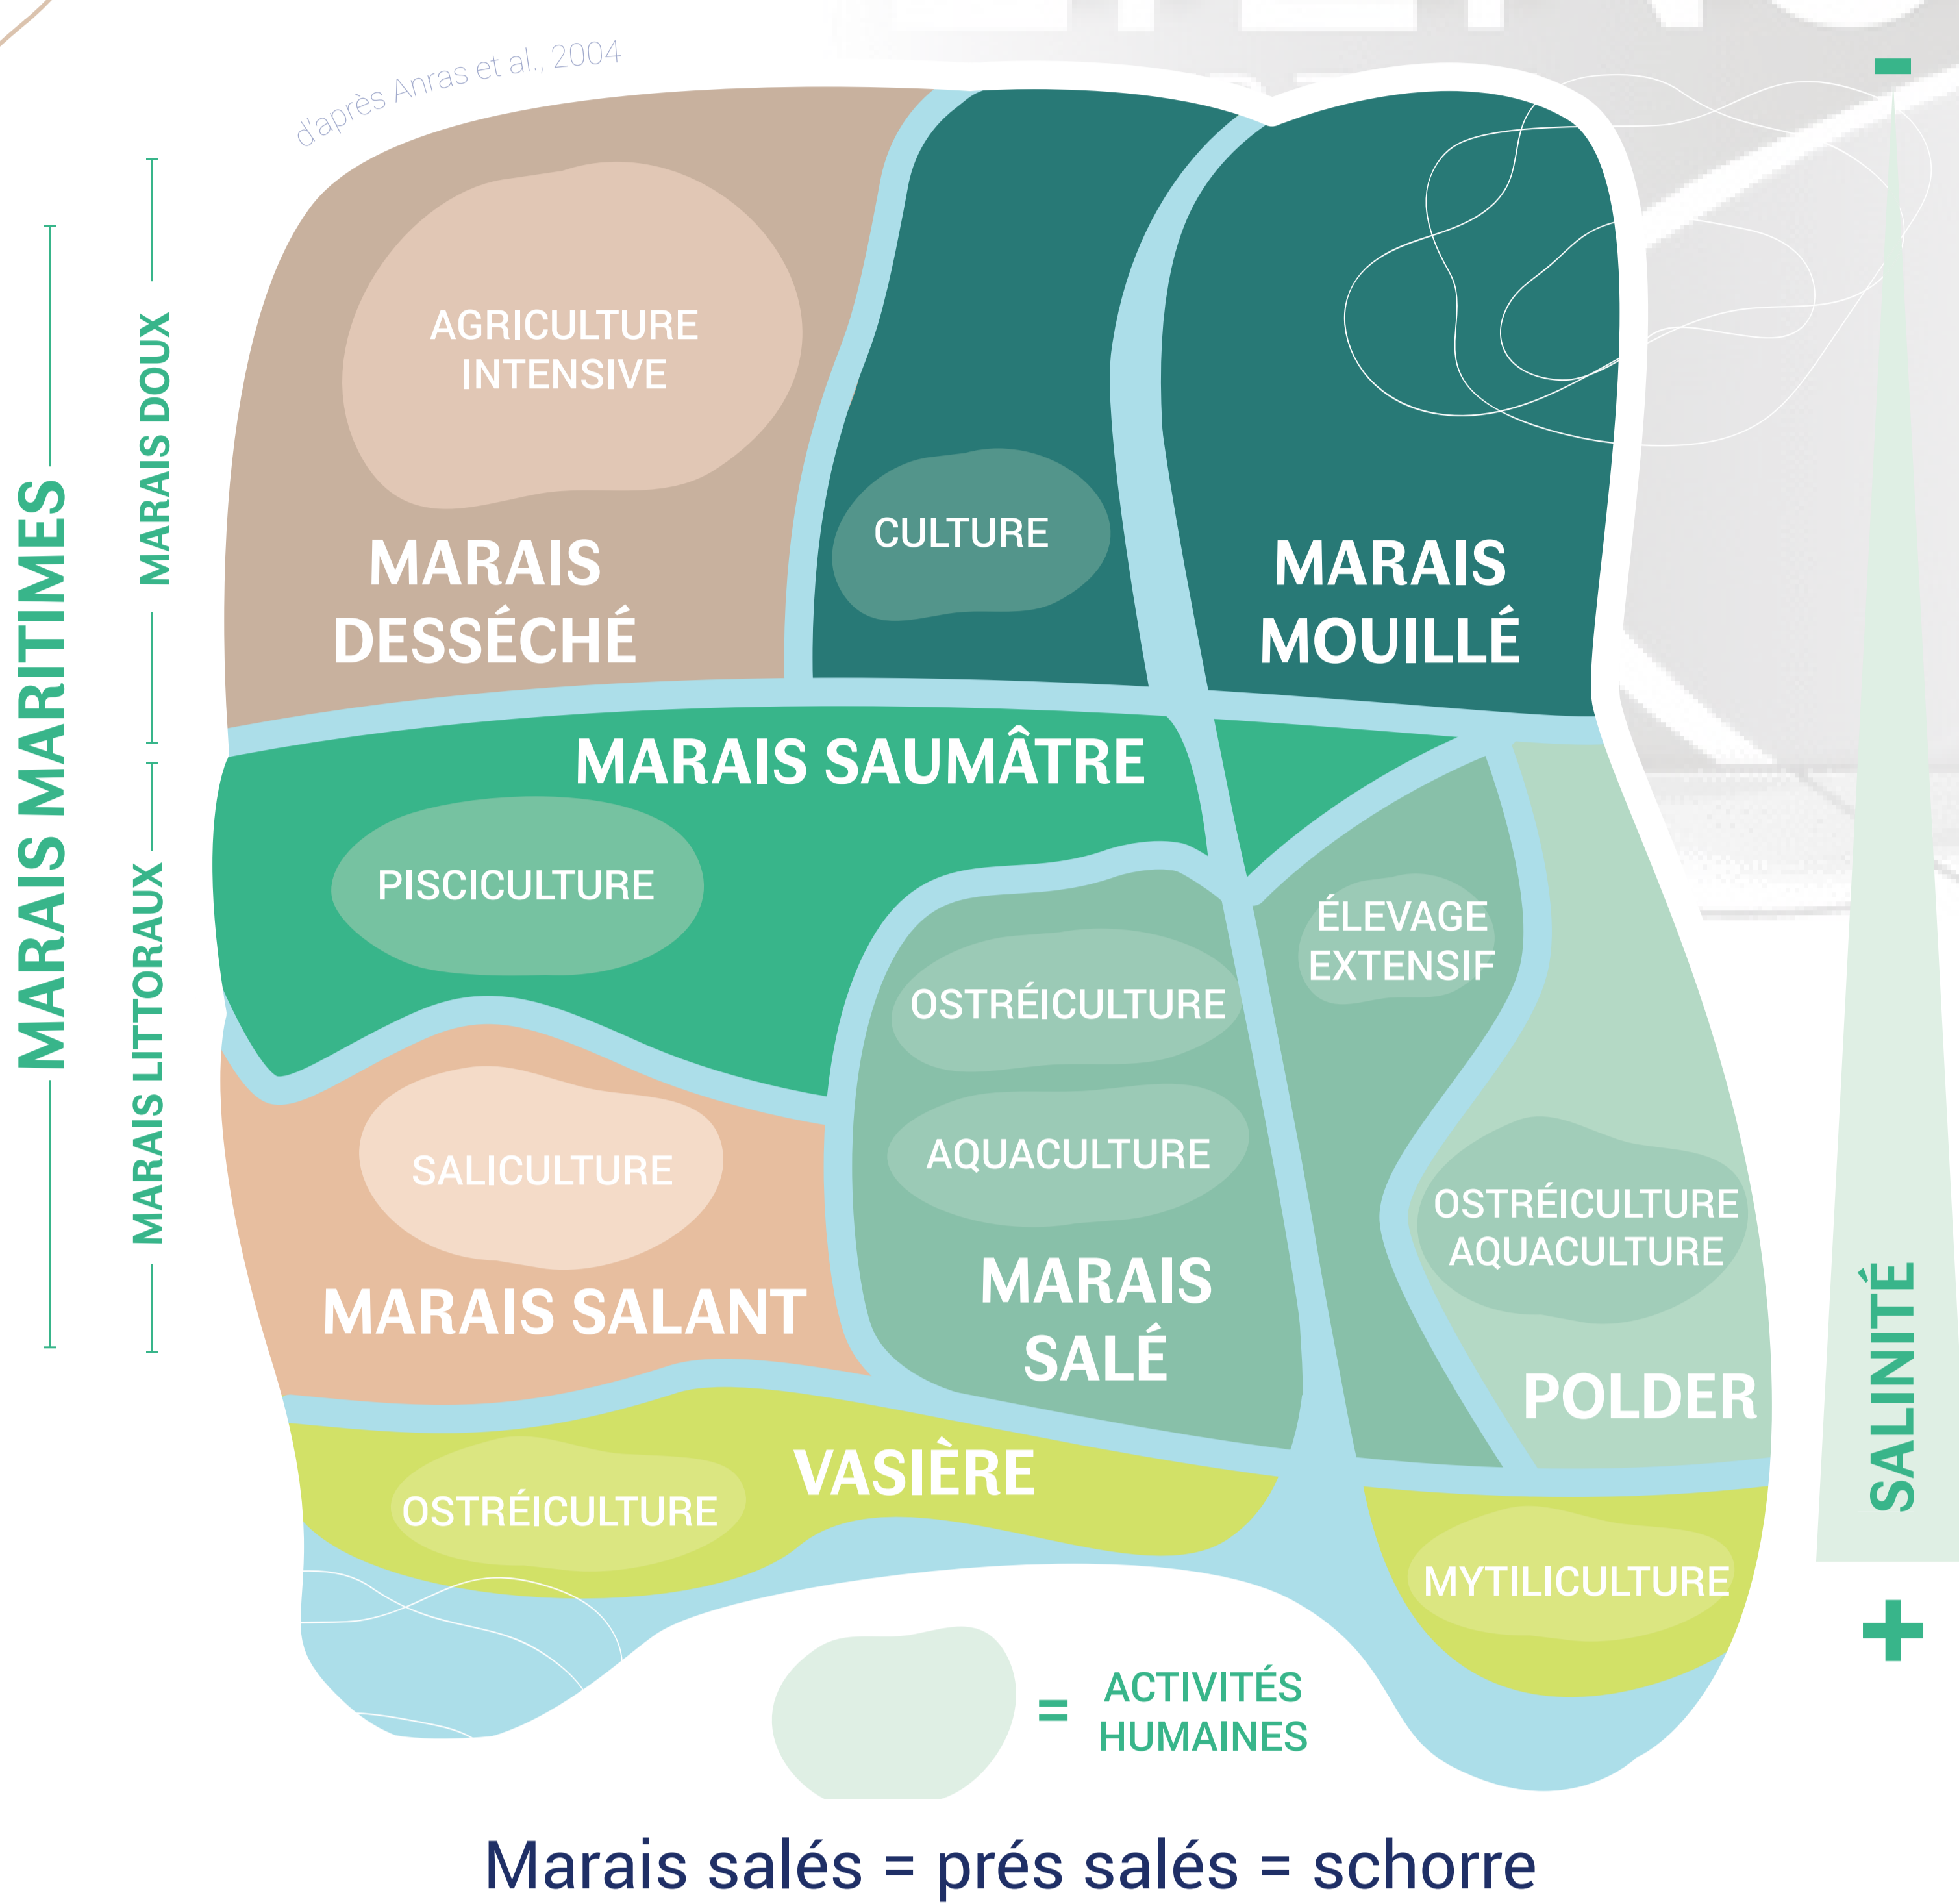 d'après Anras et al., 2004
MARAIS MARITIMES
MARAIS DOUX
MARAIS LITTORAUX
AGRICULTURE
INTENSIVE
MARAIS
DESSÉCHÉ
CULTURE
MARAIS
MOUILLÉ
MARAIS SAUMÂTRE
PISCICULTURE
ÉLEVAGE
EXTENSIF
OSTRÉICULTURE
AQUACULTURE
SALICULTURE
MARAIS SALANT
MARAIS
SALÉ
OSTRÉICULTURE
AQUACULTURE
POLDER
VASIÈRE
OSTRÉICULTURE
MYTILICULTURE
-
SALINITÉ
+
= ACTIVITÉS
HUMAINES
Marais salés = prés salés = schorre